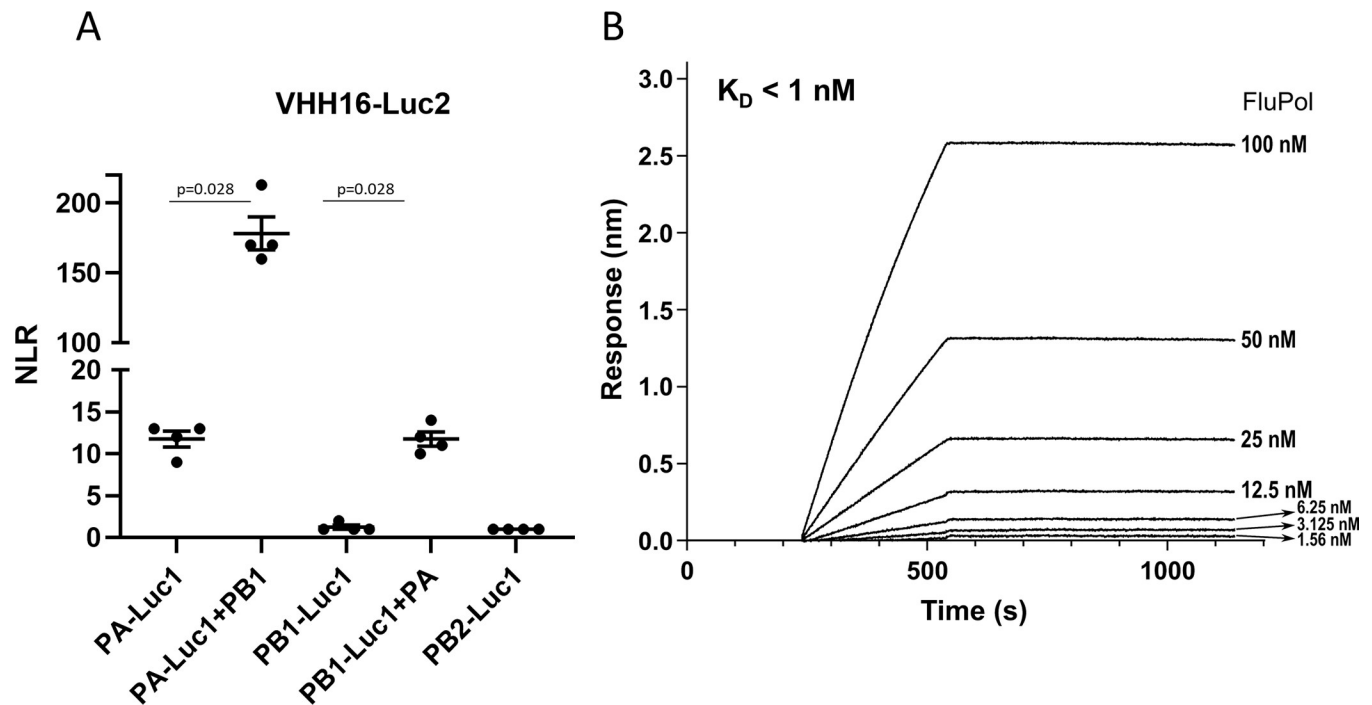 A
VHH16-Luc2
NLR
200
150
100
20
15
10
5
0
p=0.028
p=0.028
PA-Luc1
PA-Luc1+PB1
PB1-Luc1
PB1-Luc1+PA
PB2-Luc1
B
K_D < 1 nM
FluPol
Response (nm)
3.0
2.5
2.0
1.5
1.0
0.5
0.0
100 nM
50 nM
25 nM
12.5 nM
6.25 nM
3.125 nM
1.56 nM
0
500
1000
Time (s)